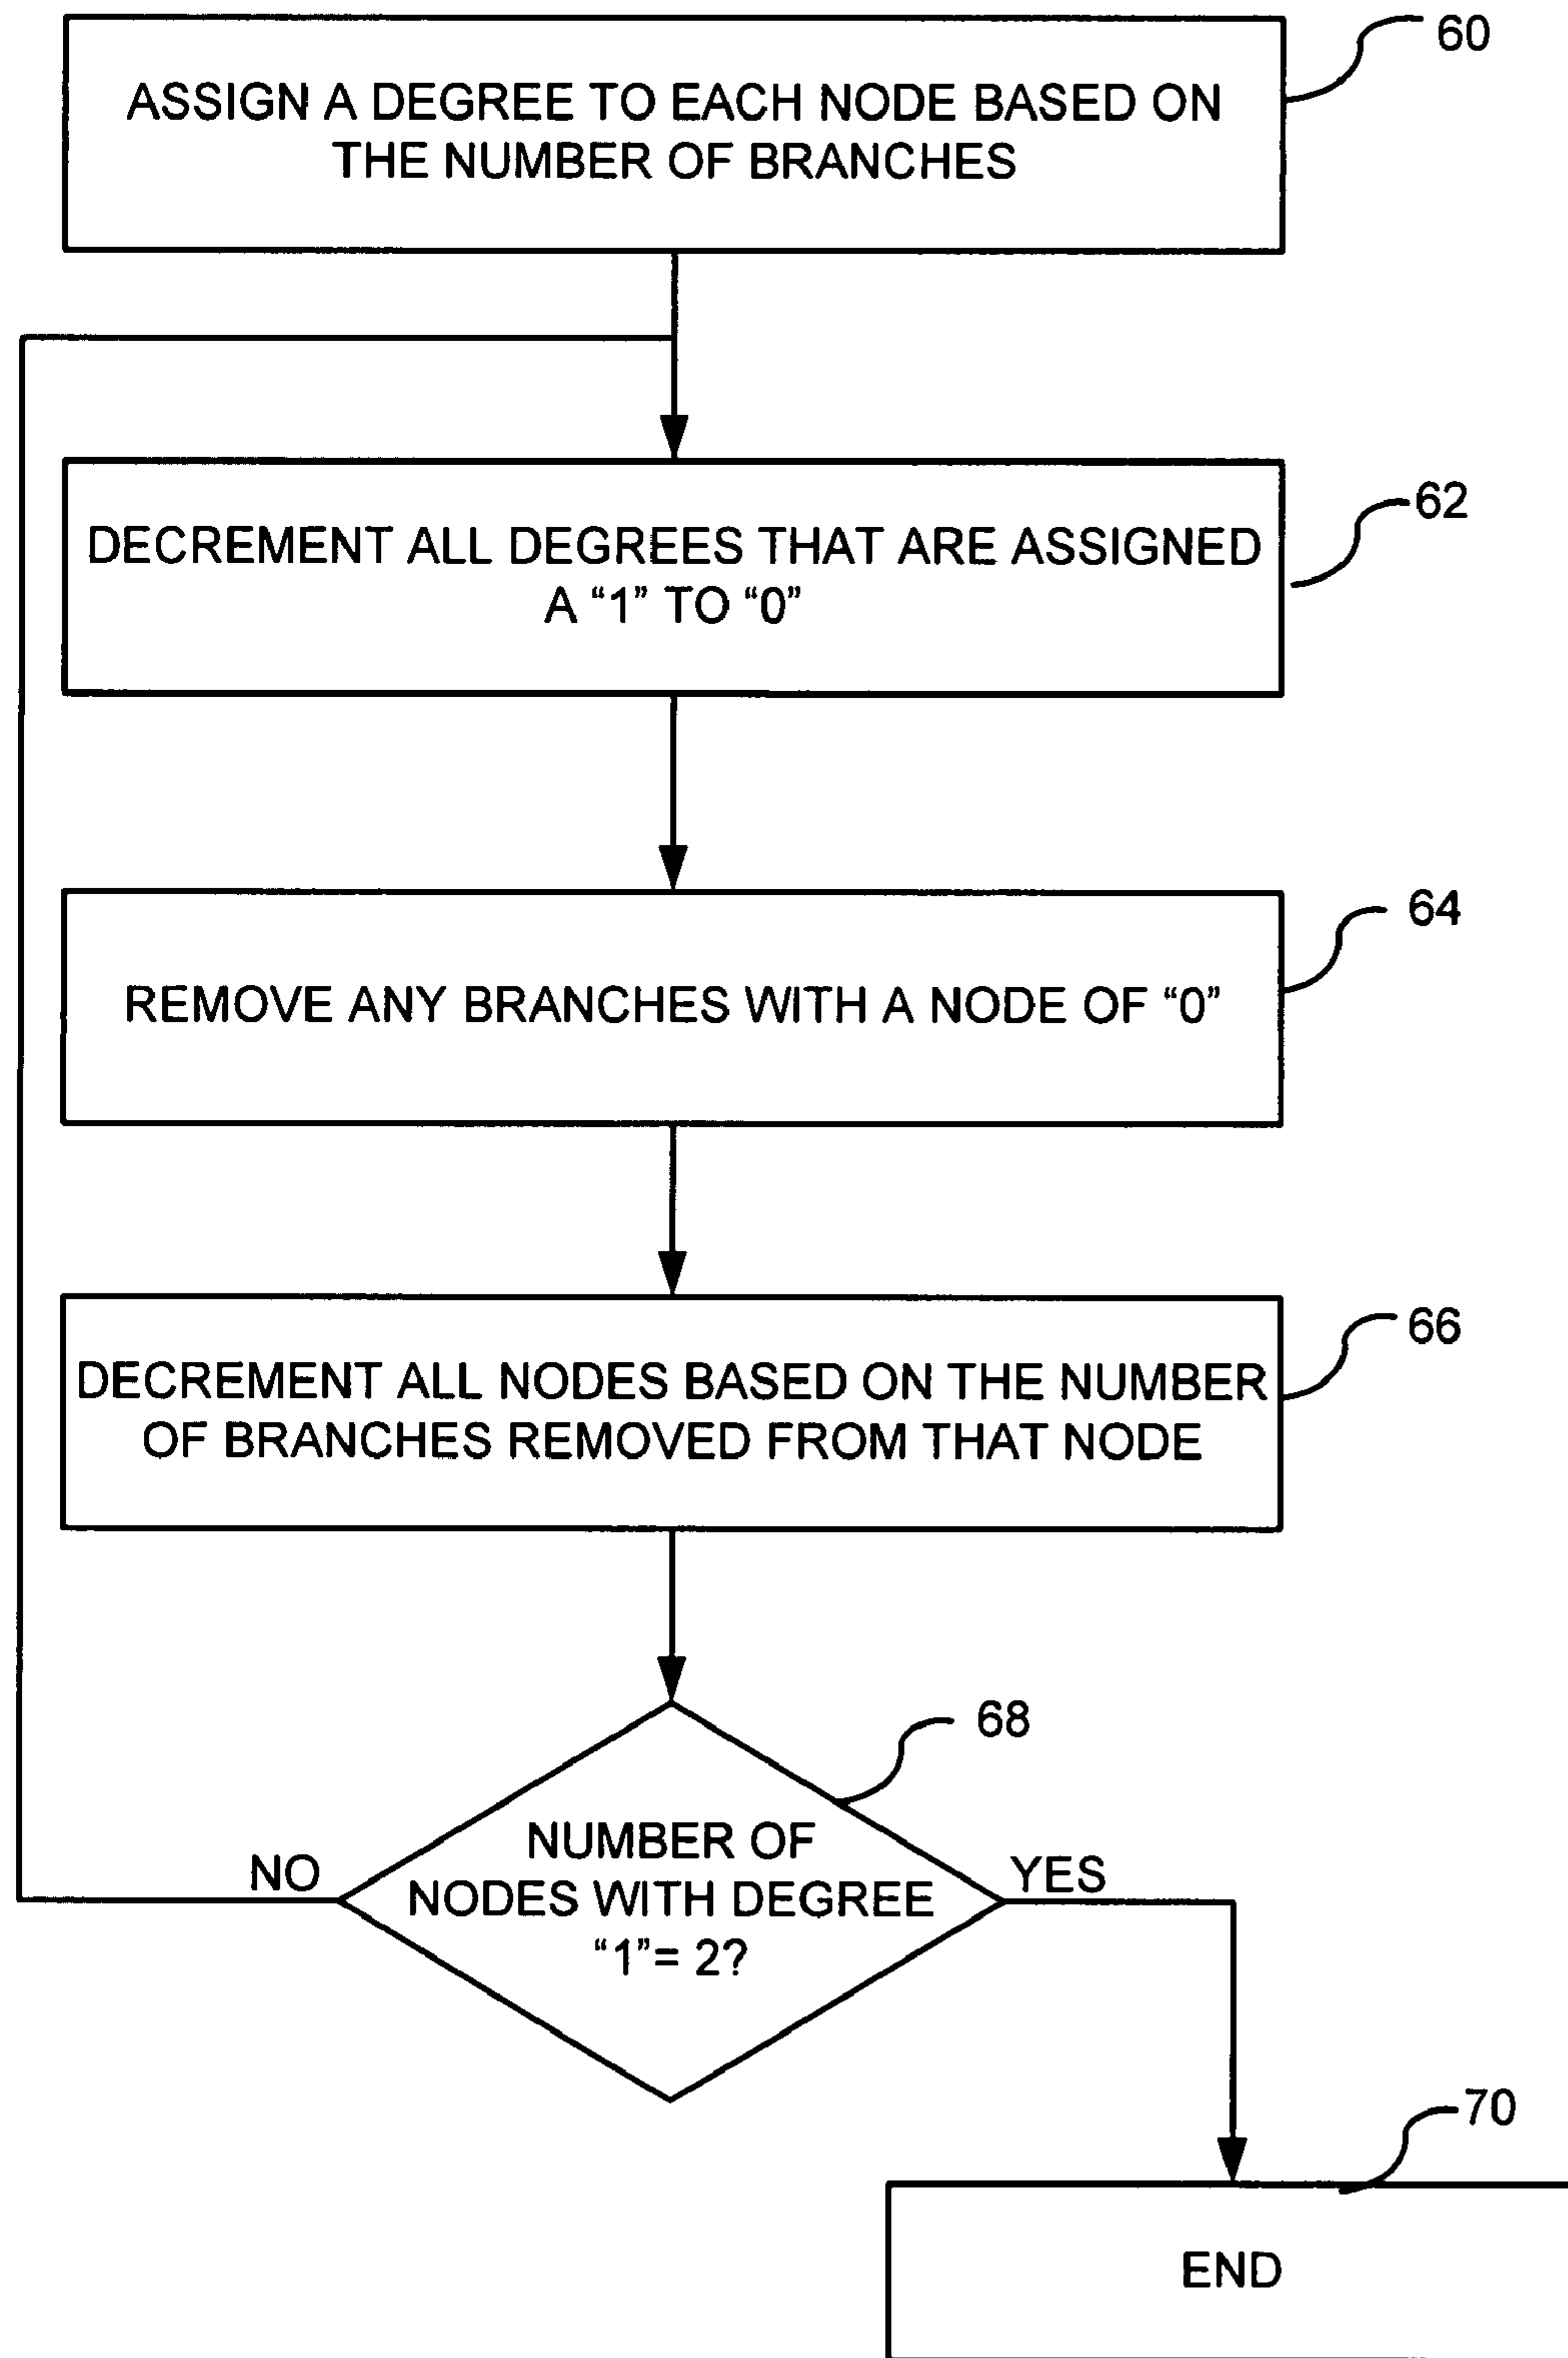 60
ASSIGN A DEGREE TO EACH NODE BASED ON
THE NUMBER OF BRANCHES
62
DECREMENT ALL DEGREES THAT ARE ASSIGNED
A “1” TO “0”
64
REMOVE ANY BRANCHES WITH A NODE OF “0”
66
DECREMENT ALL NODES BASED ON THE NUMBER
OF BRANCHES REMOVED FROM THAT NODE
68
NUMBER OF
NODES WITH DEGREE
“1”= 2?
NO
YES
70
END